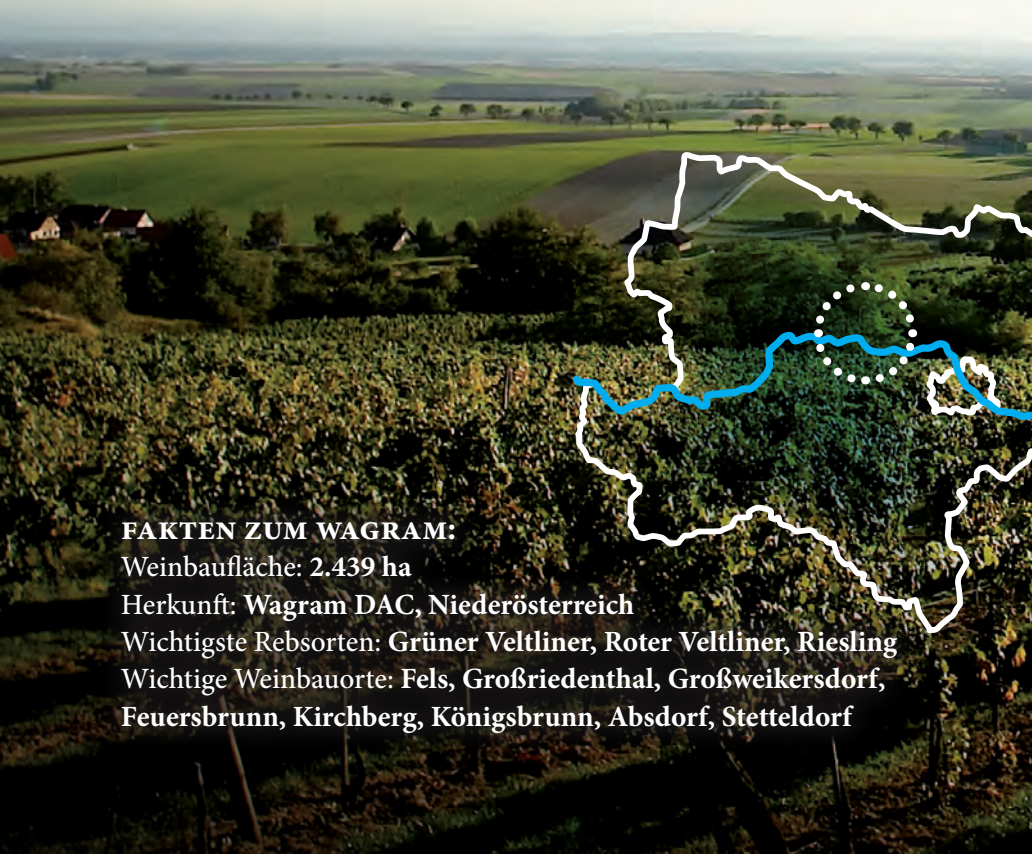 FAKTEN ZUM WAGRAM:
Weinbaufläche: 2.439 ha
Herkunft: Wagram DAC, Niederösterreich
Wichtigste Rebsorten: Grüner Veltliner, Roter Veltliner, Riesling
Wichtige Weinbauorte: Fels, Großriedenthal, Großweikersdorf,
Feuersbrunn, Kirchberg, Königsbrunn, Absdorf, Stetteldorf